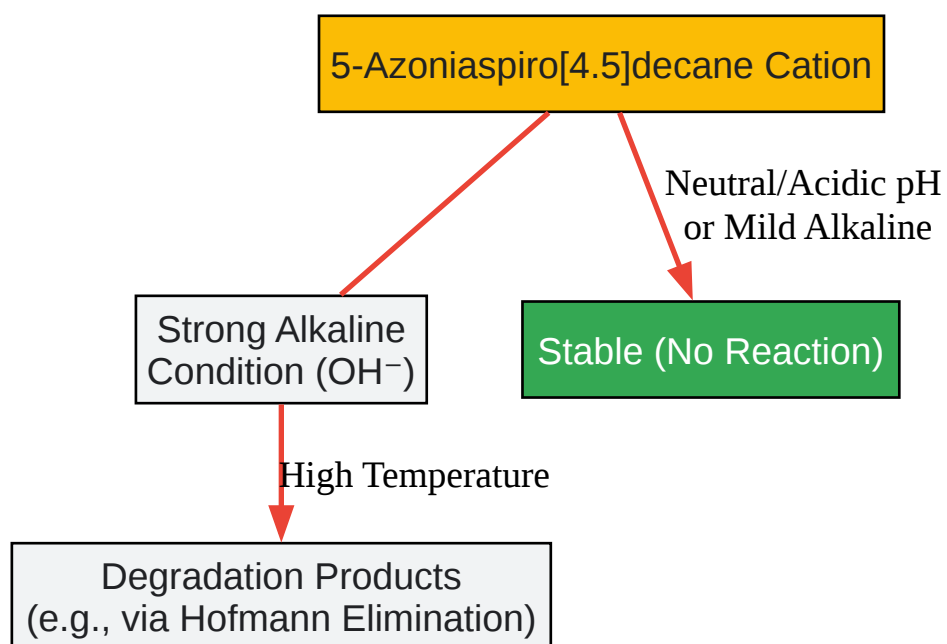 5-Azoniaspiro[4.5]decane Cation
Neutral/Acidic pH
or Mild Alkaline
Strong Alkaline
Condition (OH⁻)
Stable (No Reaction)
High Temperature
Degradation Products
(e.g., via Hofmann Elimination)